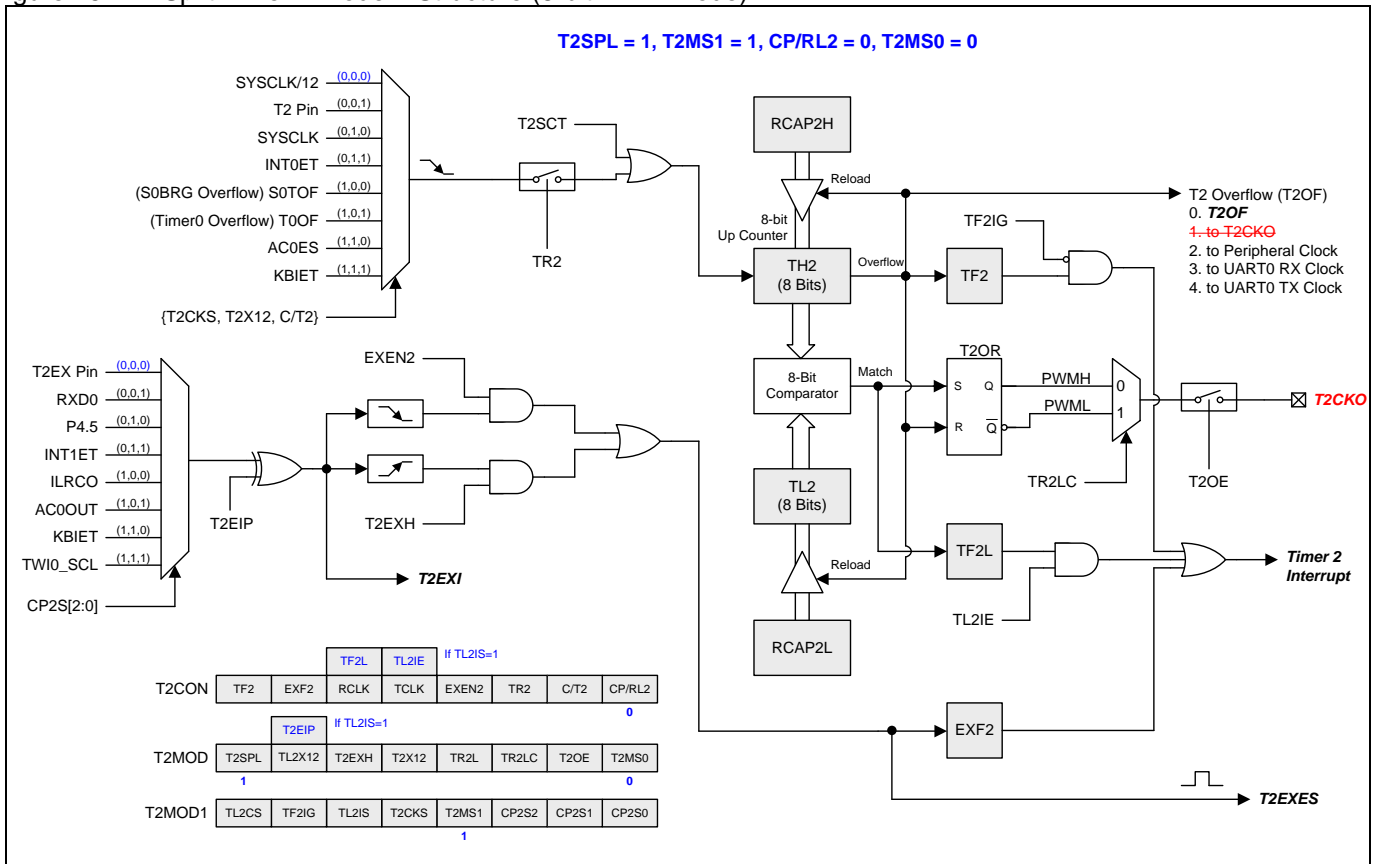 T2SPL = 1, T2MS1 = 1, CP/RL2 = 0, T2MS0 = 0
SYSCLK/12 (0,0,0)
T2 Pin (0,0,1)
SYSCLK (0,1,0)
INT0ET (0,1,1)
(S0BRG Overflow) S0TOF (1,0,0)
(Timer0 Overflow) T0OF (1,0,1)
AC0ES (1,1,0)
KBIET (1,1,1)
{T2CKS, T2X12, C/T2}
T2SCT
TR2
RCAP2H
Reload
8-bit
Up Counter
TH2
(8 Bits)
Overflow
TF2IG
TF2
T2 Overflow (T2OF)
0. T2OF
1. to T2CKO
2. to Peripheral Clock
3. to UART0 RX Clock
4. to UART0 TX Clock
T2EX Pin (0,0,0)
RXD0 (0,0,1)
P4.5 (0,1,0)
INT1ET (0,1,1)
ILRCO (1,0,0)
AC0OUT (1,0,1)
KBIET (1,1,0)
TWI0_SCL (1,1,1)
CP2S[2:0]
T2EIP
EXEN2
T2EXH
T2EXI
8-Bit
Comparator
Match
T2OR
S Q
R Q
PWMH
PWML
0
1
TR2LC
T2OE
T2CKO
TL2
(8 Bits)
Reload
RCAP2L
TF2L
TL2IE
Timer 2
Interrupt
EXF2
T2EXES
TF2L TL2IE If TL2IS=1
T2CON TF2 EXF2 RCLK TCLK EXEN2 TR2 C/T2 CP/RL2
0
T2EIP If TL2IS=1
T2MOD T2SPL TL2X12 T2EXH T2X12 TR2L TR2LC T2OE T2MS0
1 0
T2MOD1 TL2CS TF2IG TL2IS T2CKS T2MS1 CP2S2 CP2S1 CP2S0
1